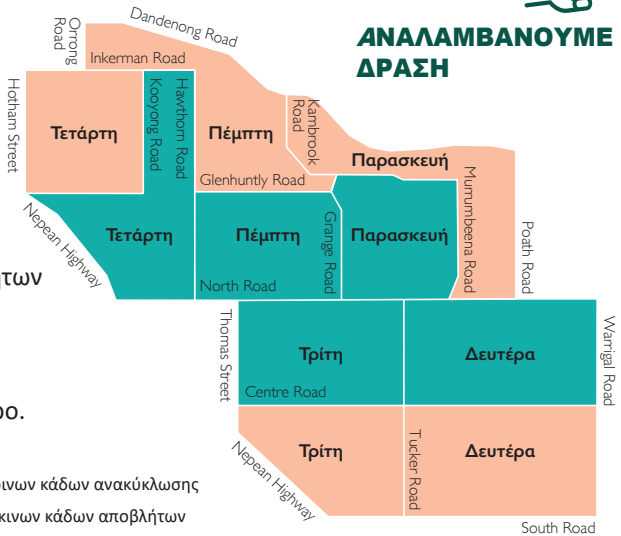 ΑΝΑΛΑΜΒΑΝΟΥΜΕ
ΔΡΑΣΗ
Dandenong Road
Orrong
Road
Inkerman Road
Hotham Street
Τετάρτη
Kooyong Road
Hawthorn Road
Πέμπτη
Kambrook
Road
Παρασκευή
Glenhuntly Road
Murrumbeena Road
Poath Road
Nepean Highway
Τετάρτη
Πέμπτη
Grange Road
Παρασκευή
North Road
Thomas Street
Τρίτη
Δευτέρα
Warrigal Road
Centre Road
Nepean Highway
Τρίτη
Tucker Road
Δευτέρα
South Road
κάδων ανακύκλωσης
κάδων αποβλήτων